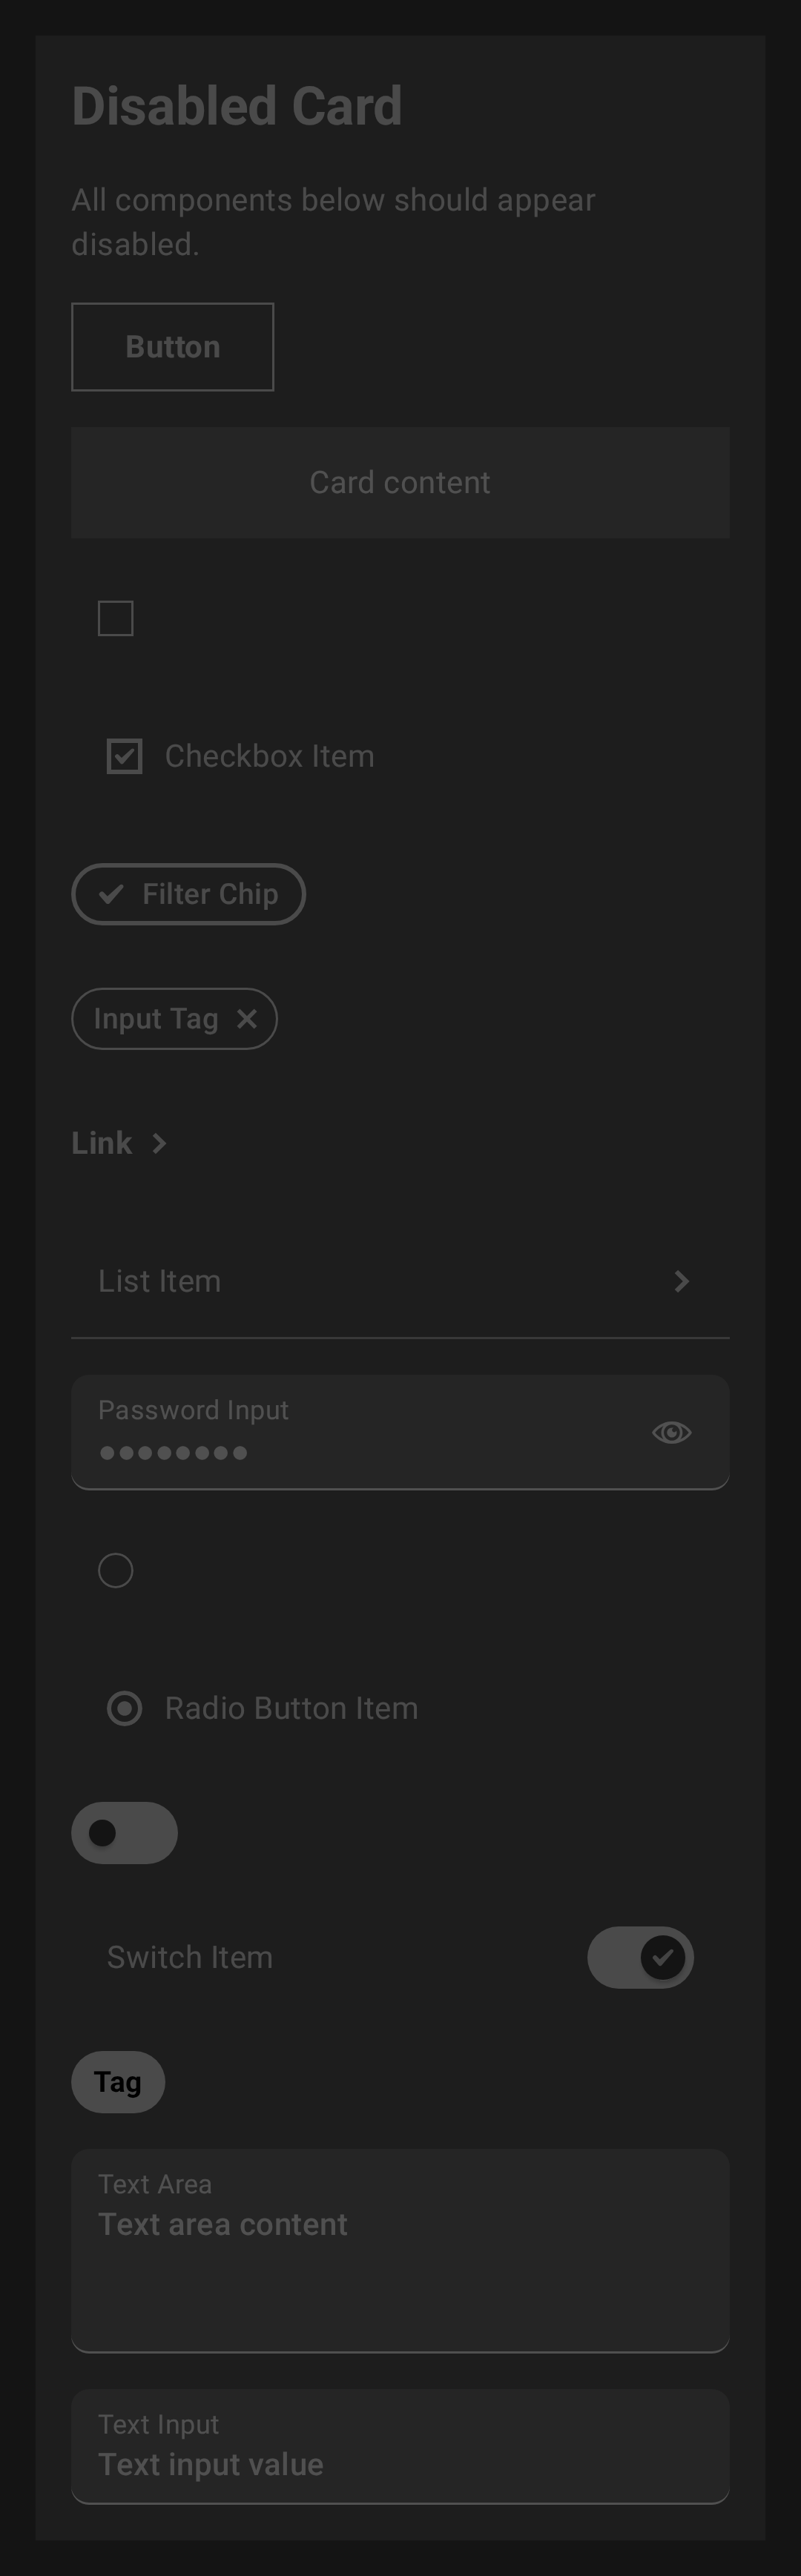 Disabled Card
All components below should appear
disabled.
Button
Card content
Checkbox Item
Filter Chip
Input Tag
Link
List Item
Password Input
••••••••
Radio Button Item
Switch Item
Tag
Text Area
Text area content
Text Input
Text input value